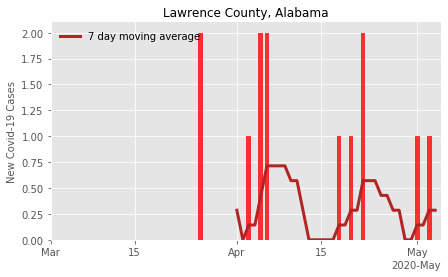 Lawrence County, Alabama
7 day moving average
New Covid-19 Cases
2.00
1.75
1.50
1.25
1.00
0.75
0.50
0.25
0.00
Mar
15
Apr
15
May
2020-May